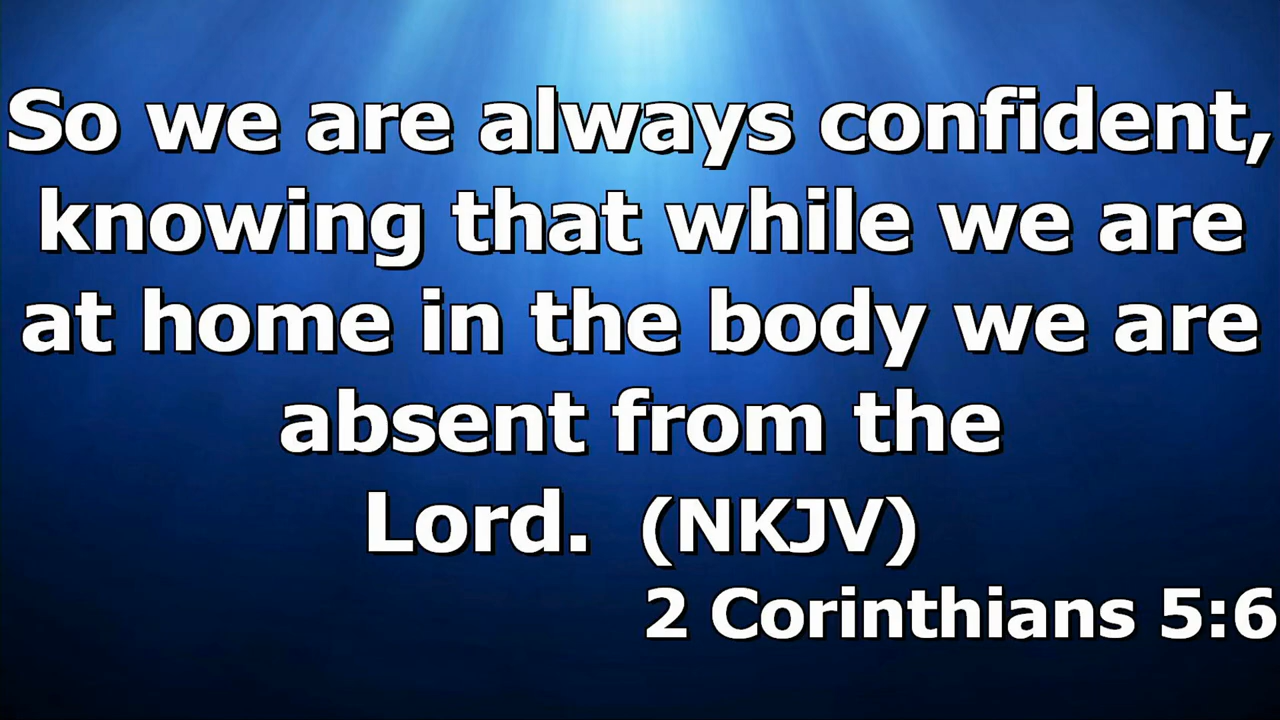 So we are always confident,
knowing that while we are
at home in the body we are
absent from the
Lord. (NKJV)
2 Corinthians 5:6